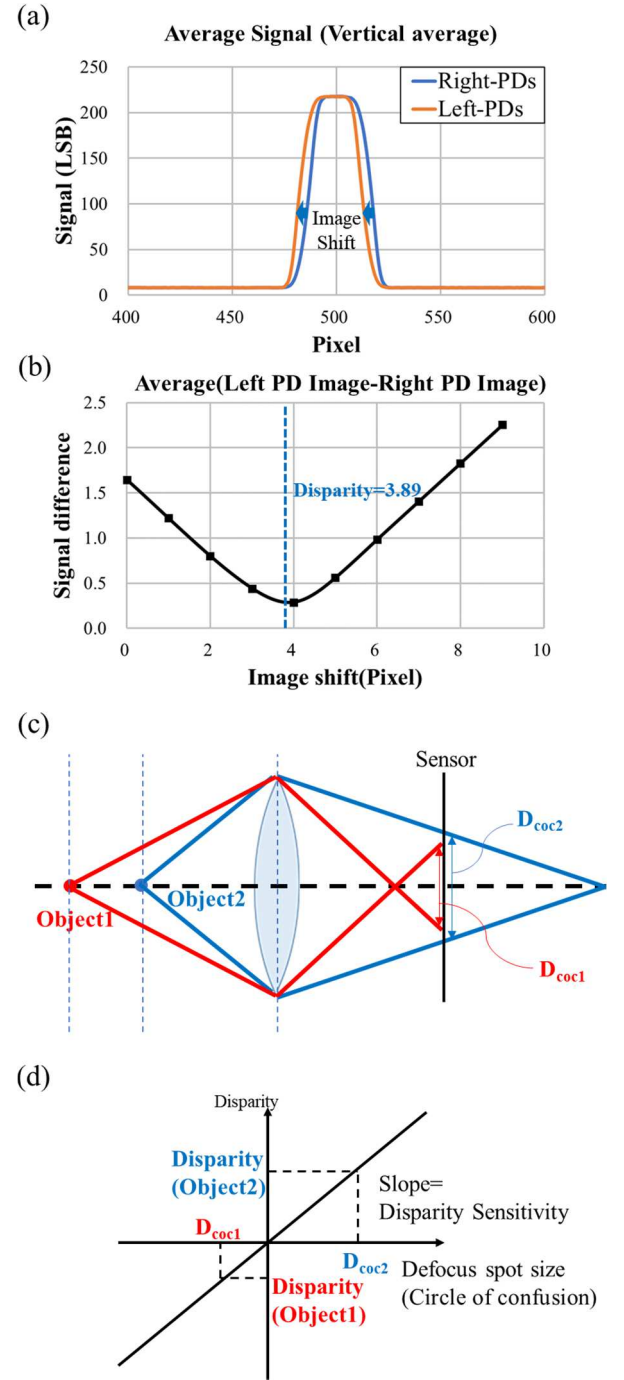 (a)
Average Signal (Vertical average)
250
200
150
100
50
0
Signal (LSB)
Right-PDs
Left-PDs
Image
Shift
400
450
500
550
600
Pixel
(b)
Average(Left PD Image-Right PD Image)
2.5
2.0
1.5
1.0
0.5
0.0
Signal difference
Disparity=3.89
0
2
4
6
8
10
Image shift(Pixel)
(c)
Sensor
Dcoc2
Object1
Object2
Dcoc1
(d)
Disparity
Disparity
(Object2)
Slope=
Disparity Sensitivity
Dcoc1
Dcoc2
Defocus spot size
(Circle of confusion)
Disparity
(Object1)